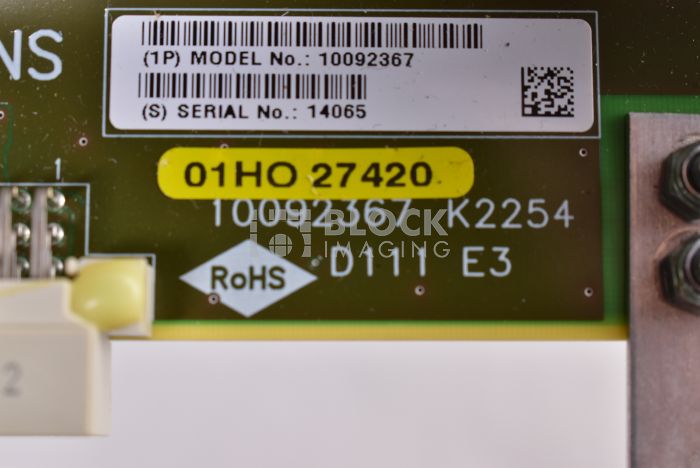 NS
(1P) MODEL No.: 10092367
(S) SERIAL No.: 14065
01HO 27420
10092367 K2254
BLOCK
IMAGING
RoHS
D111 E3
1
2